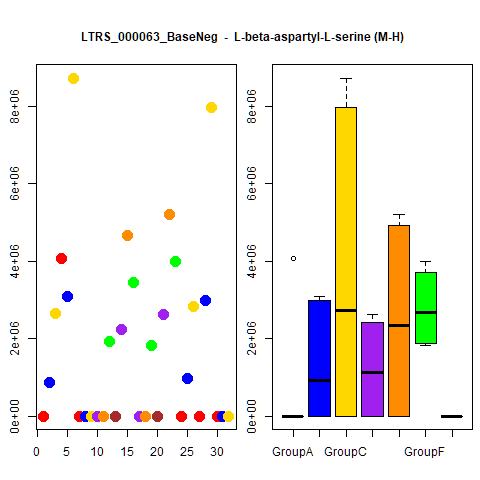 LTRS_000063_BaseNeg - L-beta-aspartyl-L-serine (M-H)
8e+06
6e+06
4e+06
2e+06
0e+00
0 5 10 15 20 25 30
8e+06
6e+06
4e+06
2e+06
0e+00
GroupA GroupC GroupF